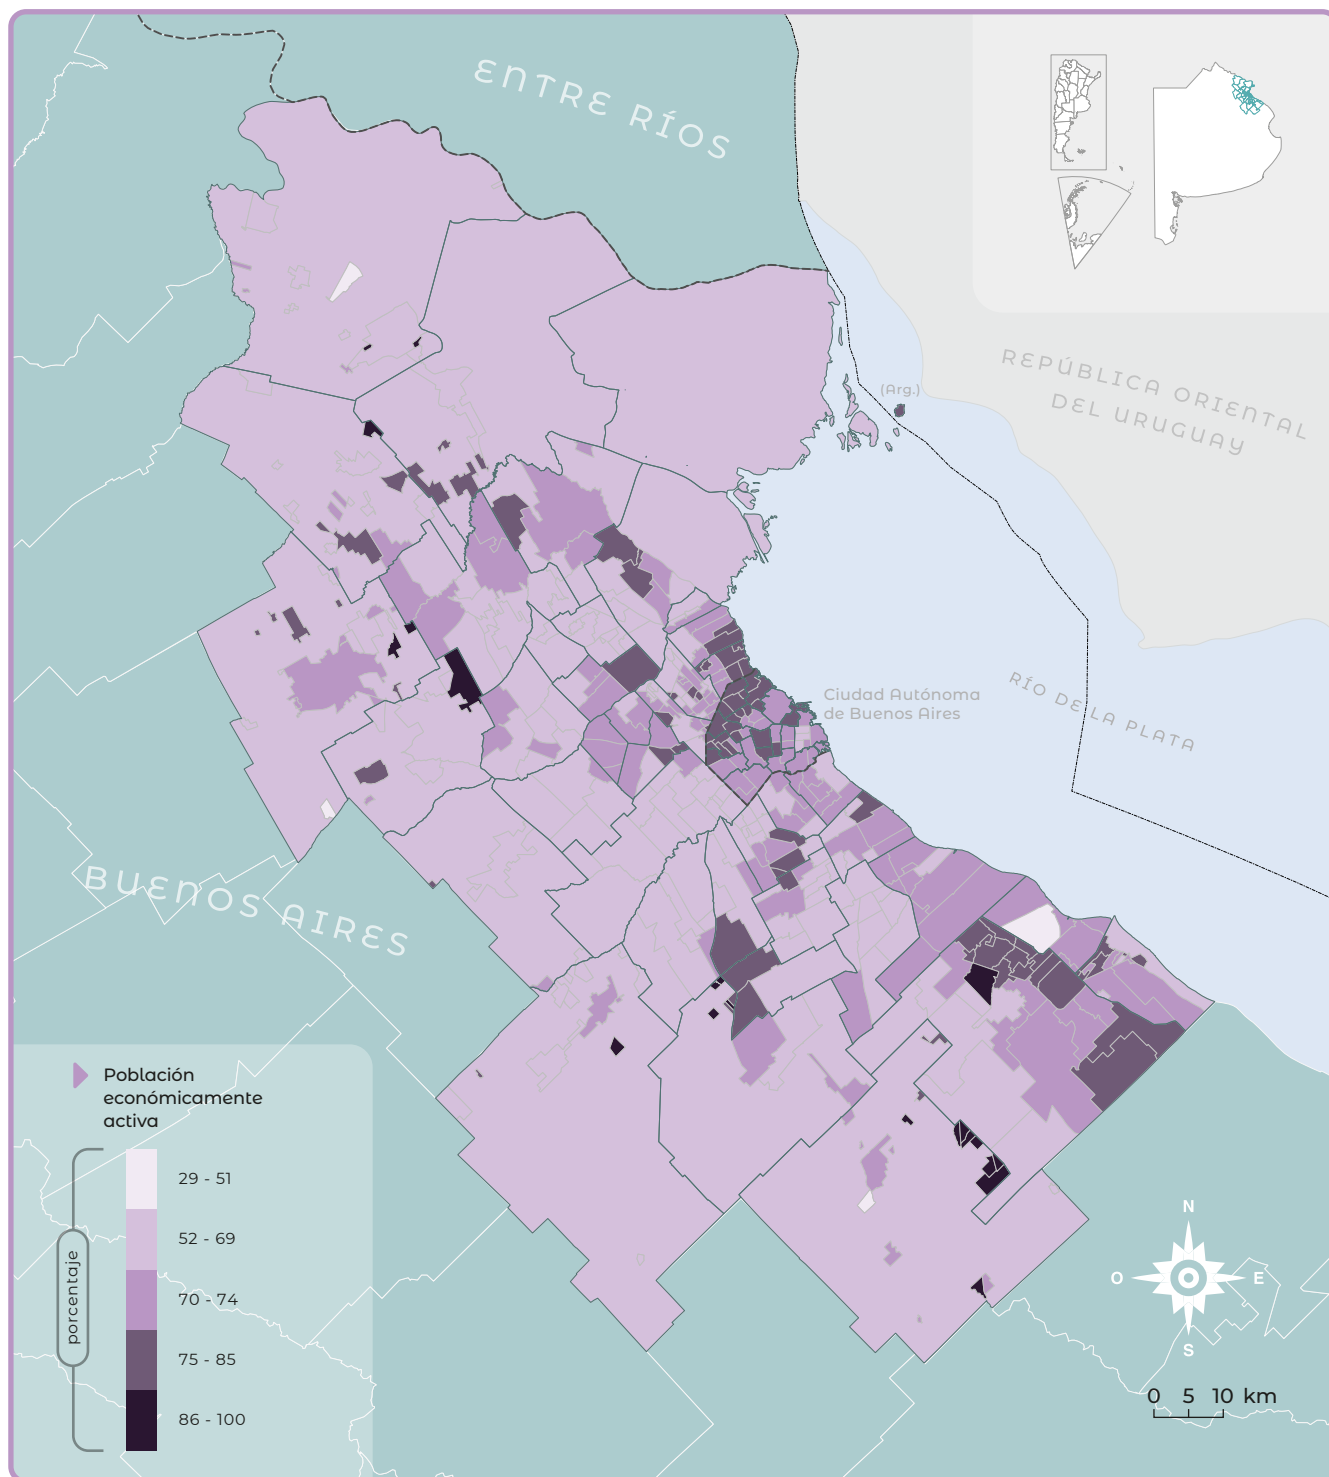 ENTRE RÍOS
(Arg.)
REPÚBLICA ORIENTAL
DEL URUGUAY
RÍO DE LA PLATA
Ciudad Autónoma
de Buenos Aires
BUENOS AIRES
Población
económicamente
activa
porcentaje
29 - 51
52 - 69
70 - 74
75 - 85
86 - 100
N
O
E
S
0 5 10 km